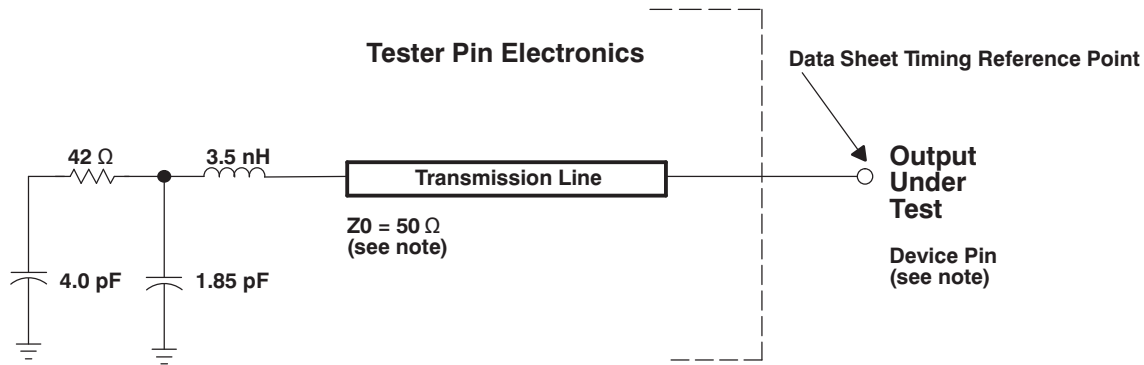 Tester Pin Electronics
Data Sheet Timing Reference Point
42 Ω
3.5 nH
Transmission Line
Output
Under
Test
Z0 = 50 Ω
(see note)
Device Pin
(see note)
4.0 pF
1.85 pF